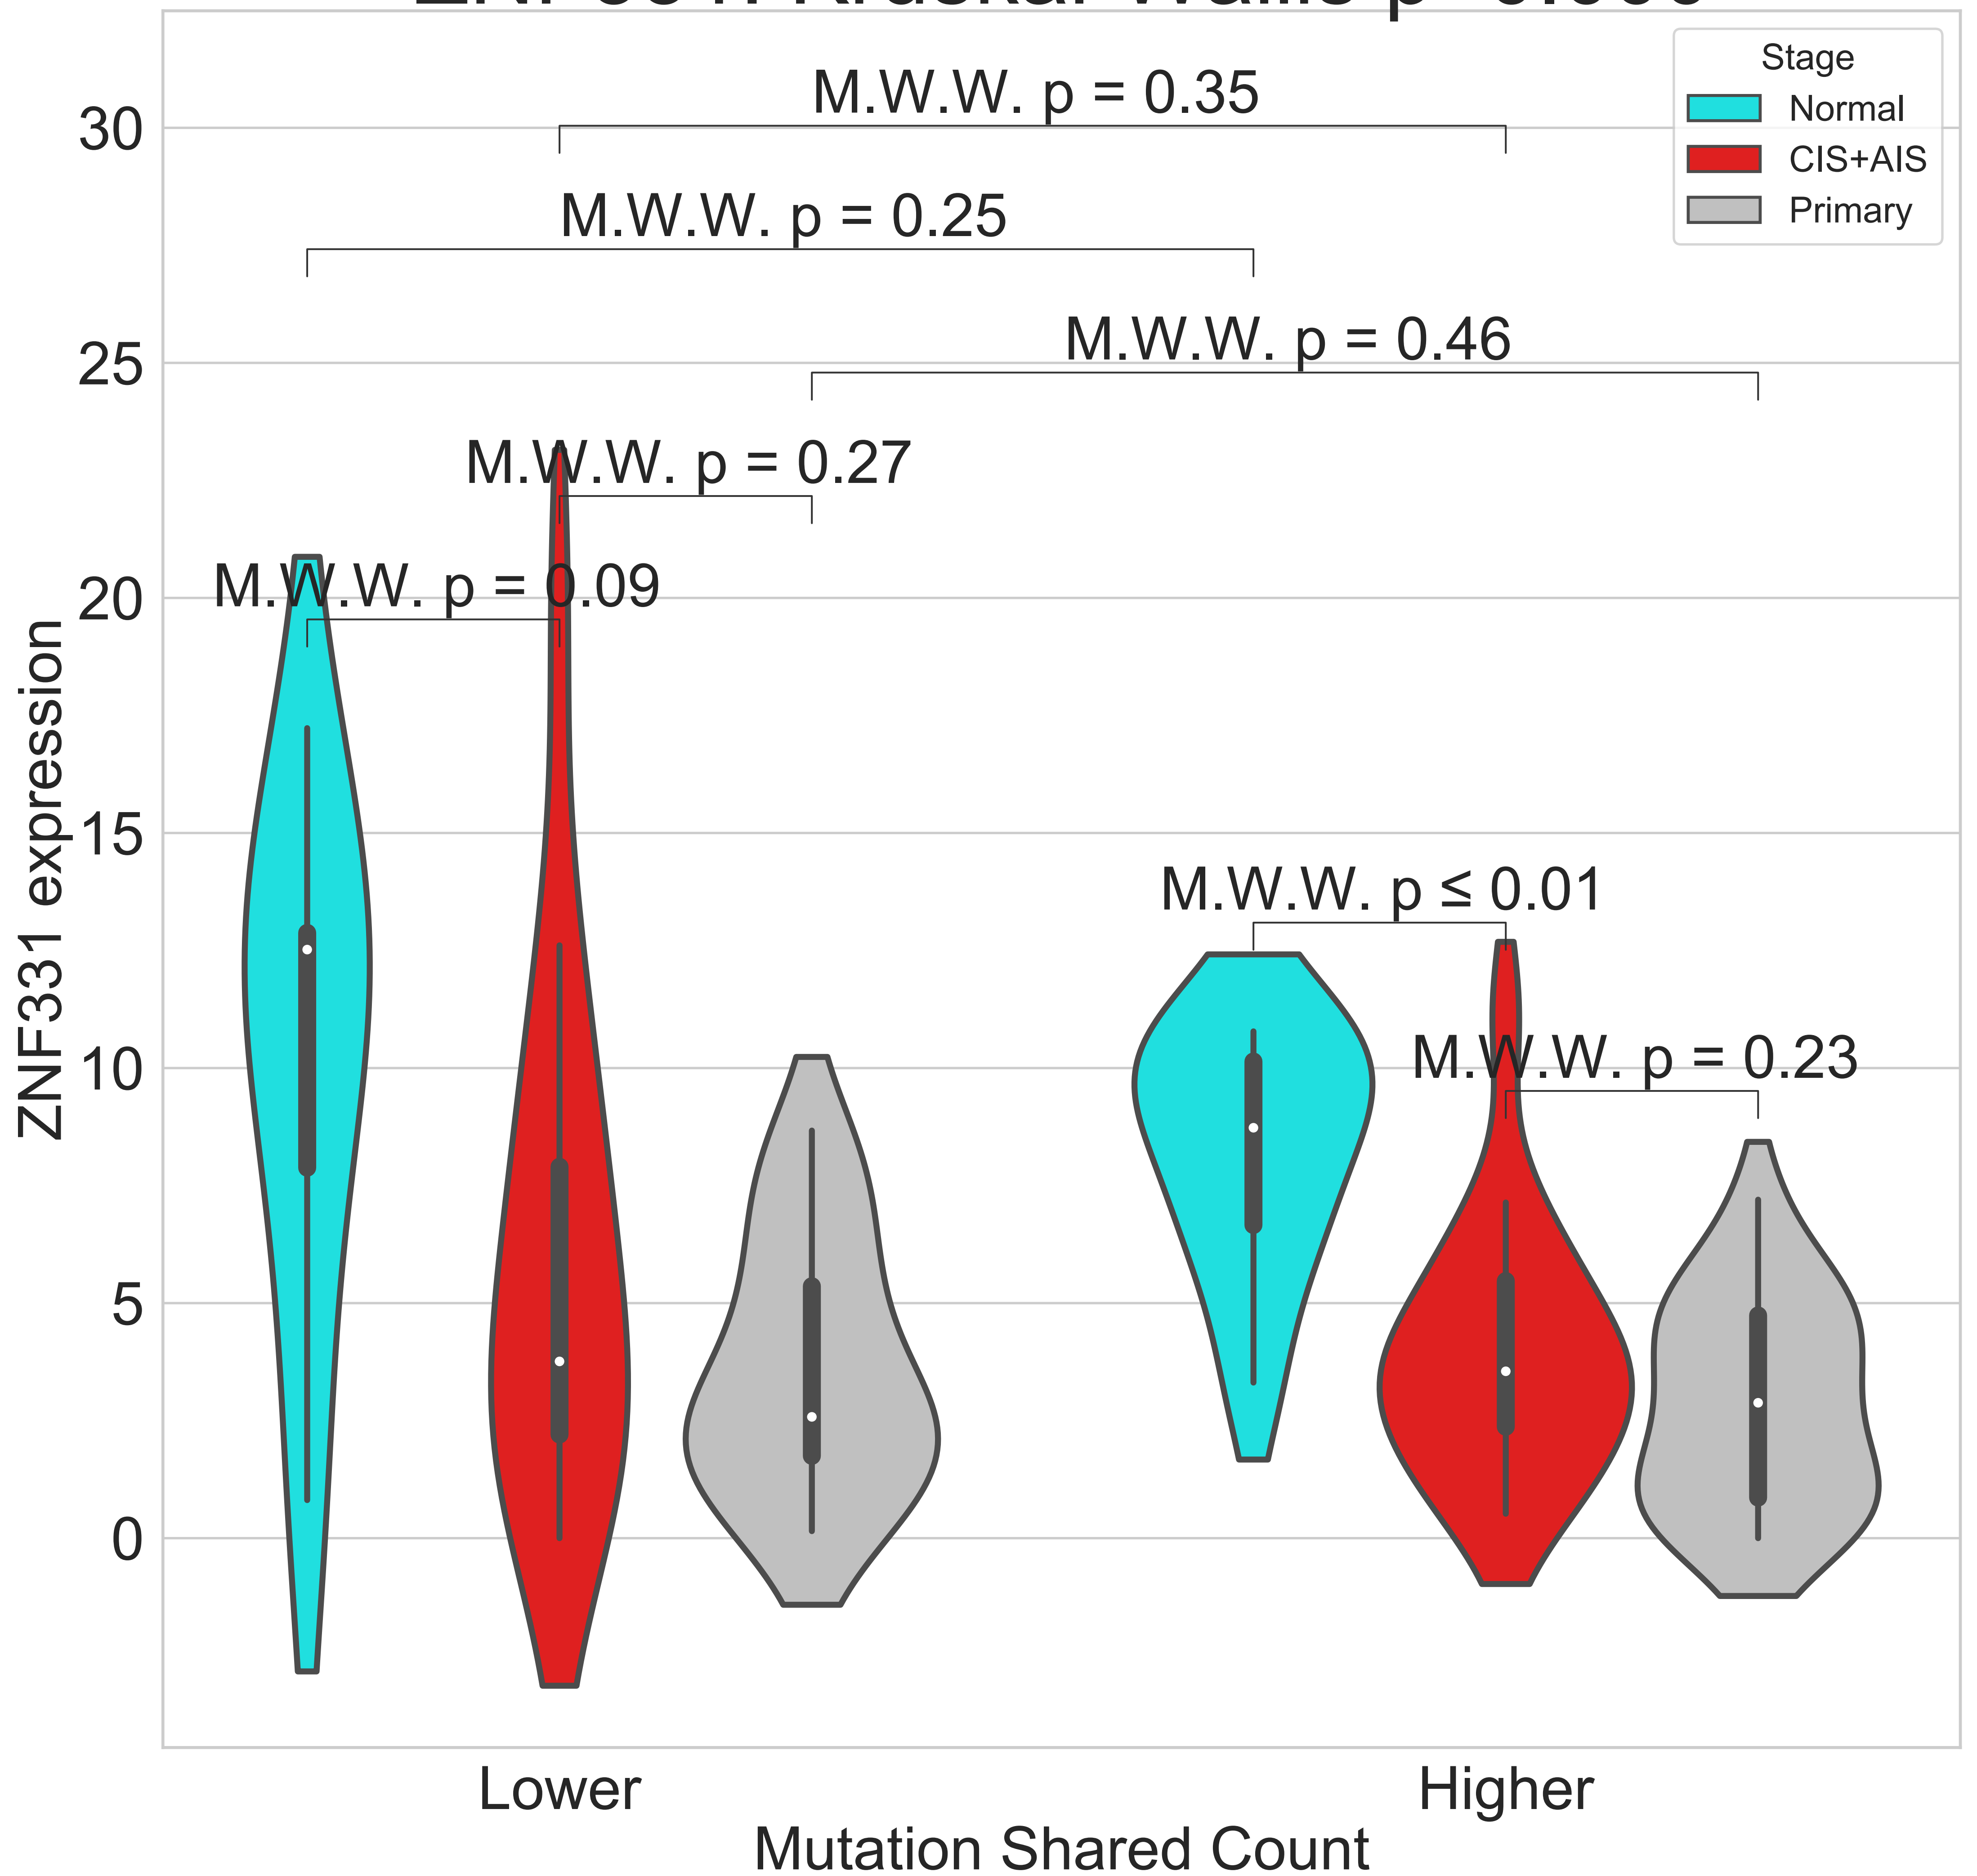 Stage
Normal
CIS+AIS
Primary
M.W.W. p = 0.35
M.W.W. p = 0.25
M.W.W. p = 0.46
M.W.W. p = 0.27
M.W.W. p = 0.09
M.W.W. p ≤ 0.01
M.W.W. p = 0.23
30
25
20
15
10
5
0
ZNF331 expression
Lower
Higher
Mutation Shared Count